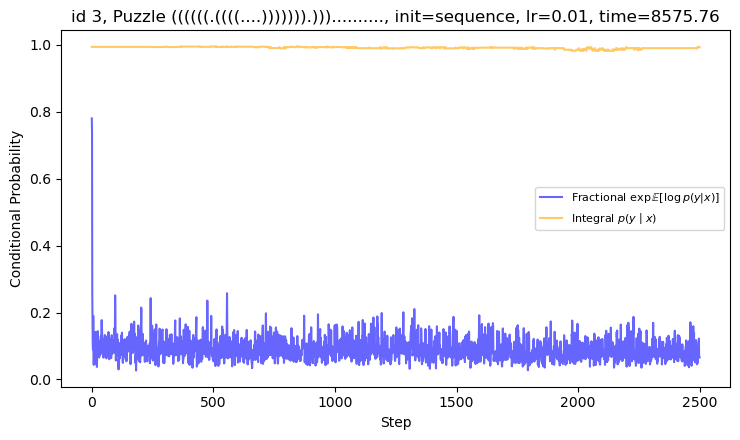 id 3, Puzzle ((((((.((((....))))))).)))........., init=sequence, lr=0.01, time=8575.76
Conditional Probability
1.0
0.8
0.6
0.4
0.2
0.0
Fractional exp𝔼[log p(y|x)]
Integral p(y | x)
0
500
1000
1500
2000
2500
Step